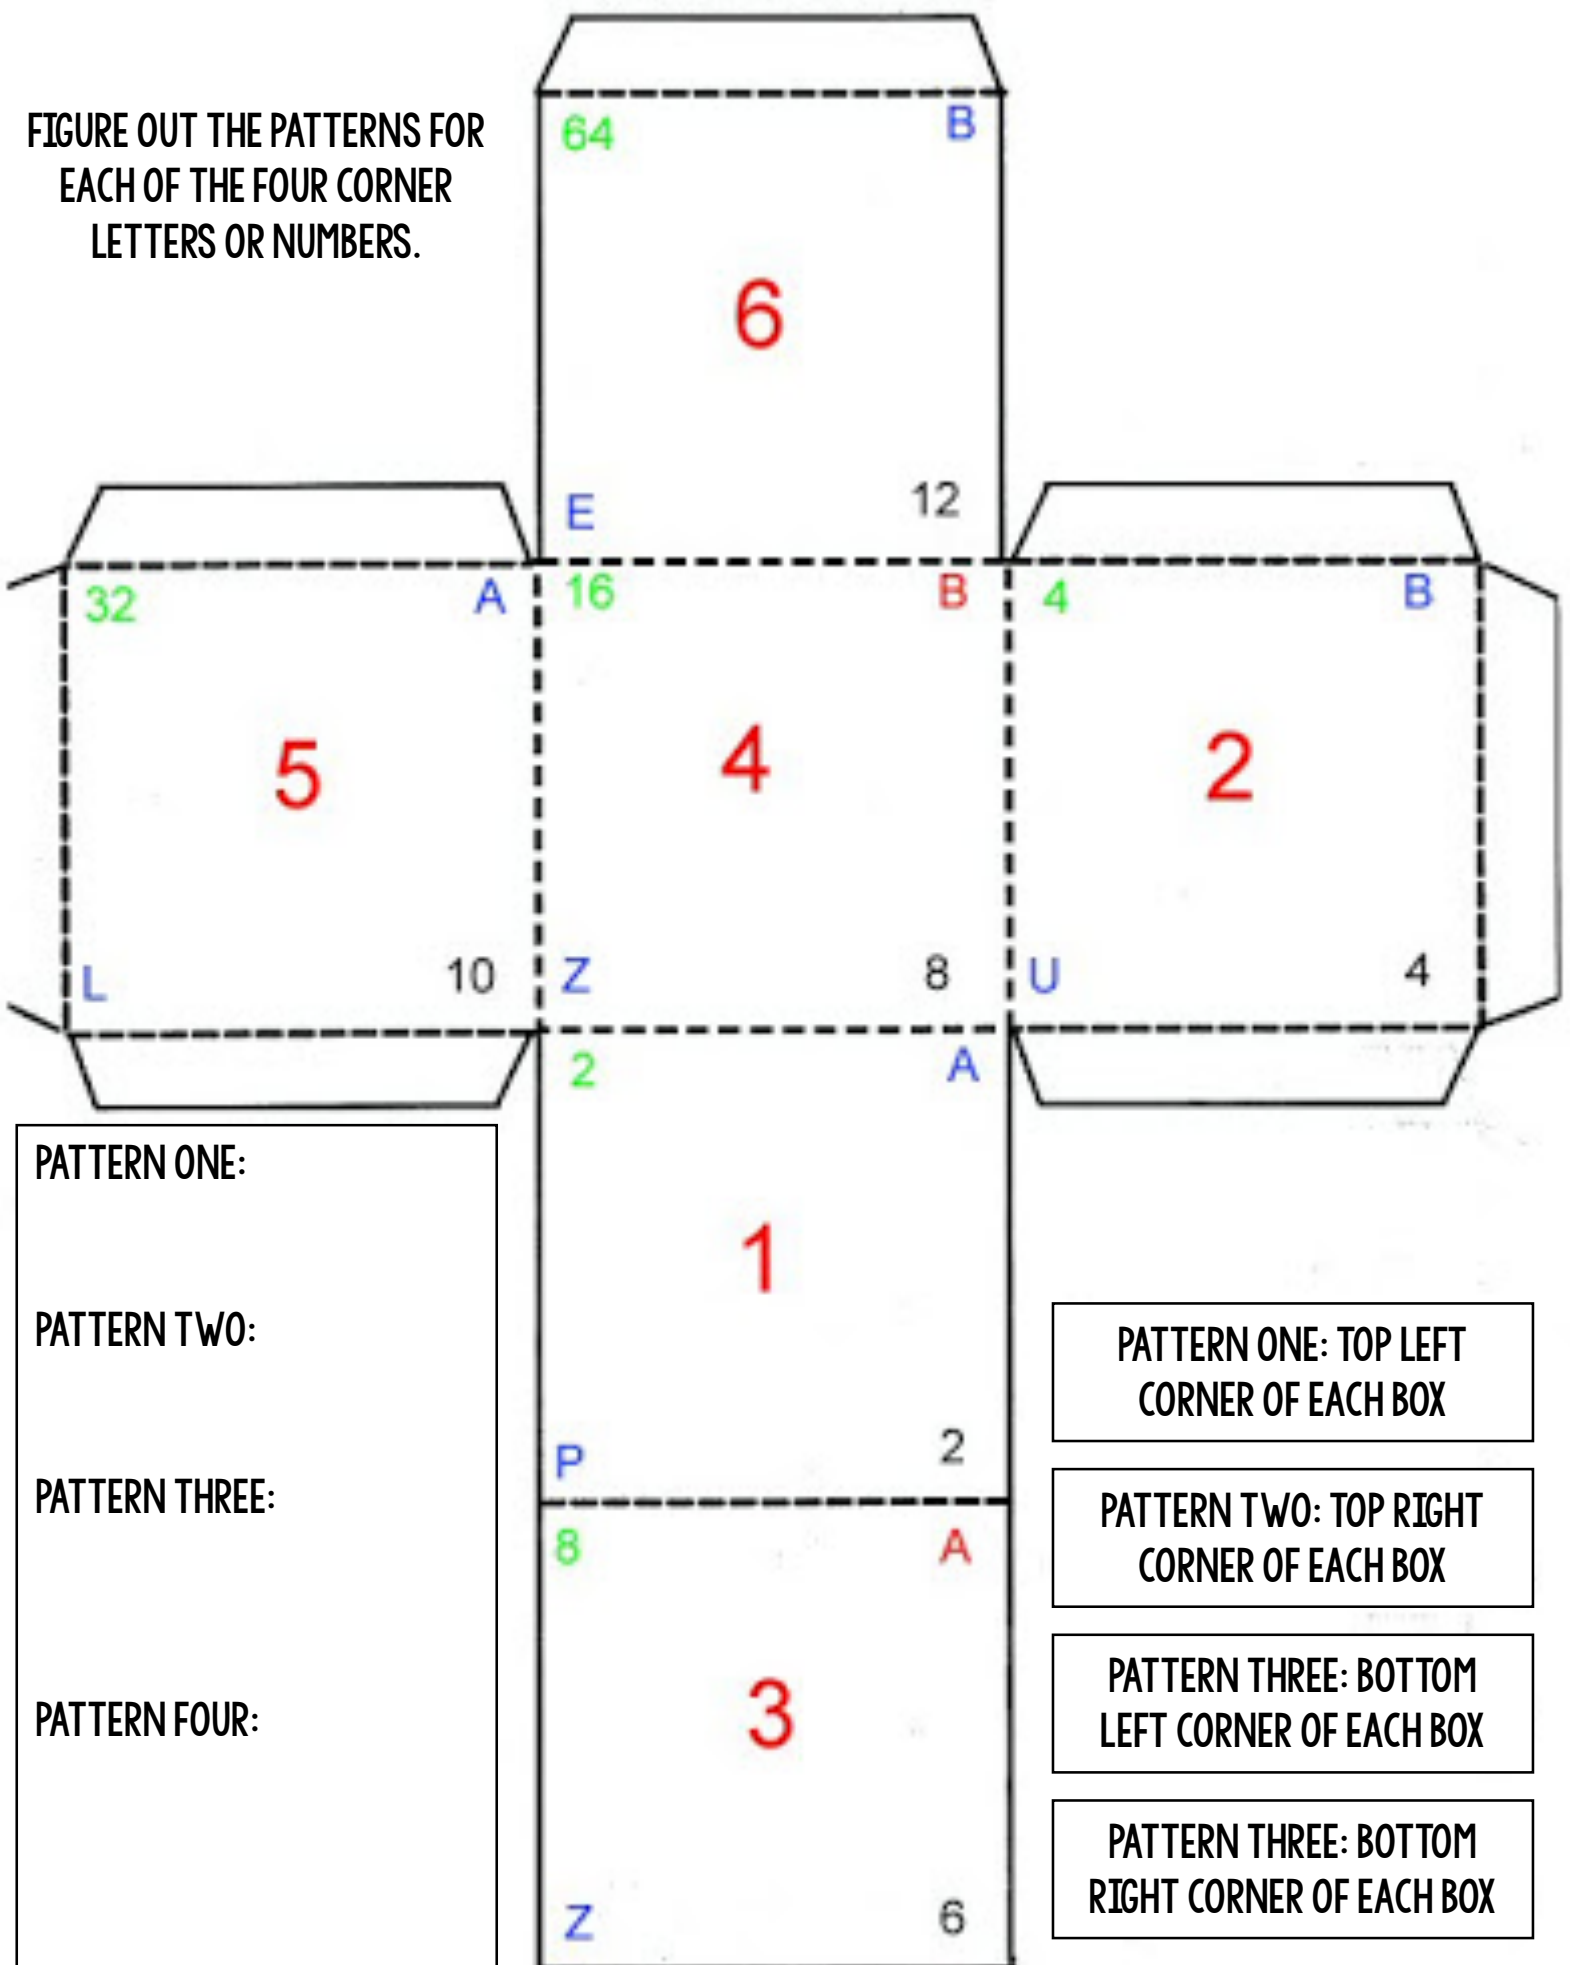 FIGURE OUT THE PATTERNS FOR
EACH OF THE FOUR CORNER
LETTERS OR NUMBERS.
64 B
6
E 12
32 A
5
L 10
16 B
4
Z 8
4 B
2
U 4
2 A
1
P 2
8 A
3
Z 6
PATTERN ONE:
PATTERN TWO:
PATTERN THREE:
PATTERN FOUR:
PATTERN ONE: TOP LEFT
CORNER OF EACH BOX
PATTERN TWO: TOP RIGHT
CORNER OF EACH BOX
PATTERN THREE: BOTTOM
LEFT CORNER OF EACH BOX
PATTERN THREE: BOTTOM
RIGHT CORNER OF EACH BOX